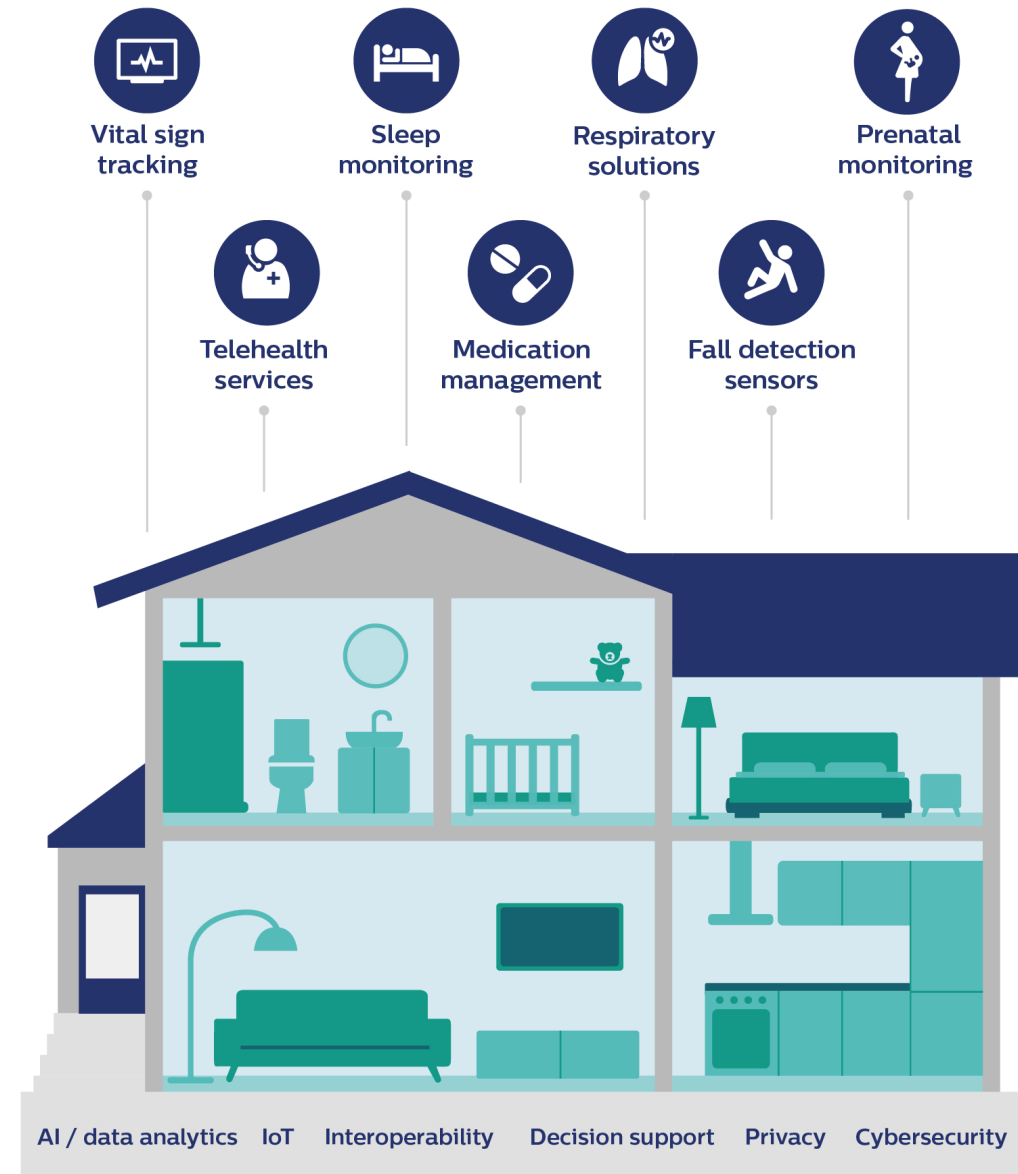 Vital sign
tracking
Sleep
monitoring
Respiratory
solutions
Prenatal
monitoring
Telehealth
services
Medication
management
Fall detection
sensors
AI / data analytics IoT Interoperability Decision support Privacy Cybersecurity